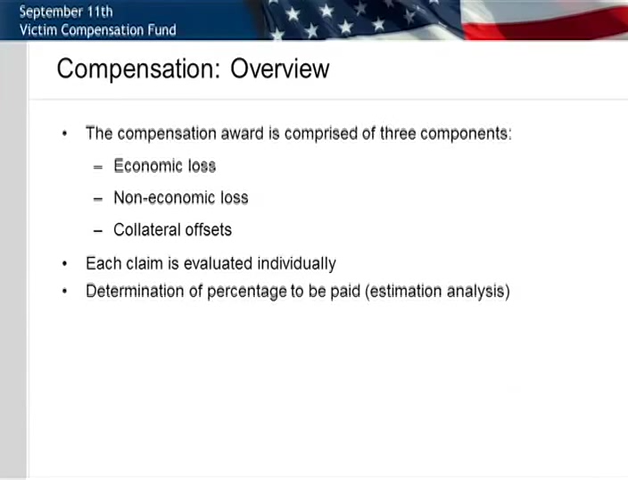 September 11th
Victim Compensation Fund
Compensation: Overview
• The compensation award is comprised of three components:
– Economic loss
– Non-economic loss
– Collateral offsets
• Each claim is evaluated individually
• Determination of percentage to be paid (estimation analysis)